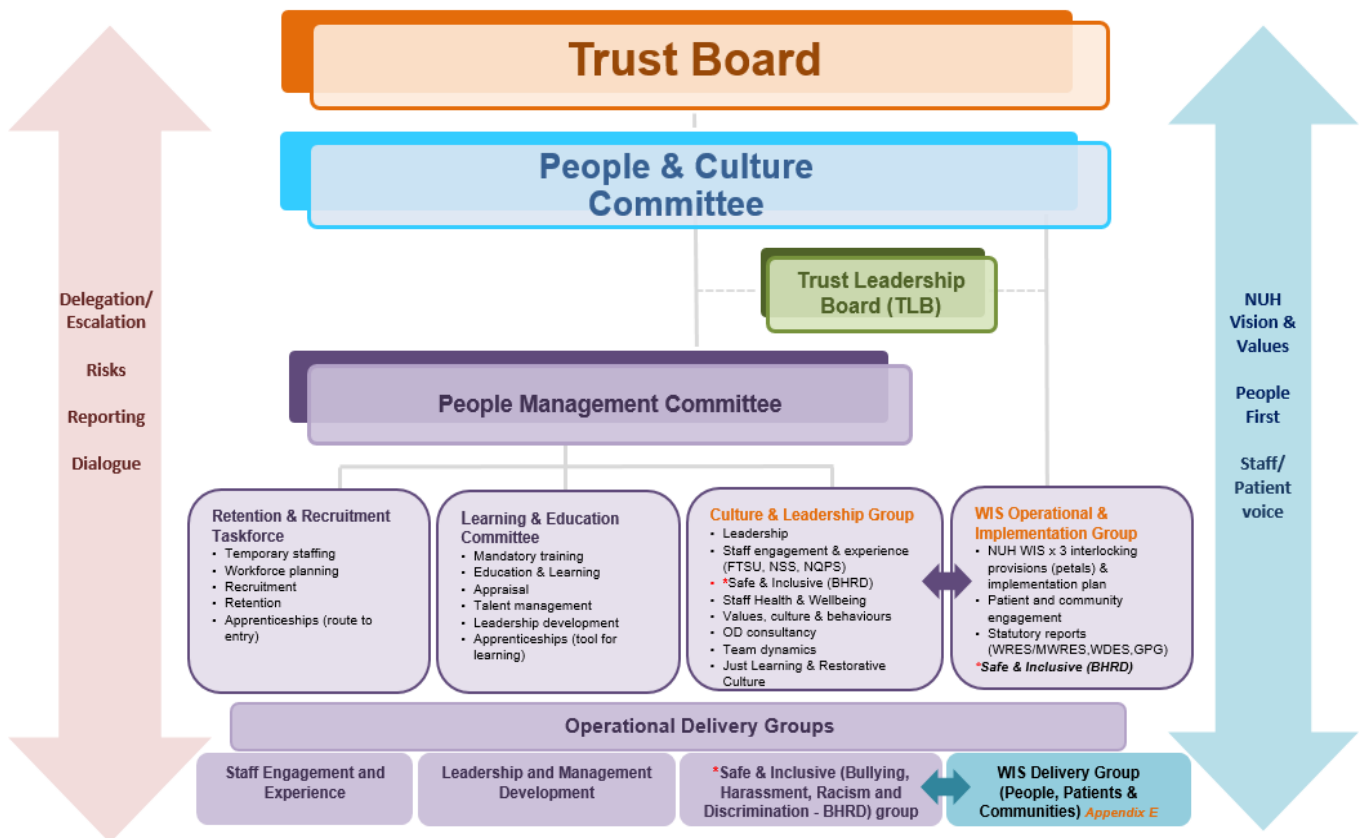 Trust Board
People & Culture
Committee
Trust Leadership
Board (TLB)
People Management Committee
Delegation/
Escalation
Risks
Reporting
Dialogue
NUH
Vision &
Values
People
First
Staff/
Patient
voice
Retention & Recruitment
Taskforce
• Temporary staffing
• Workforce planning
• Recruitment
• Retention
• Apprenticeships (route to
entry)
Learning & Education
Committee
• Mandatory training
• Education & Learning
• Appraisal
• Talent management
• Leadership development
• Apprenticeships (tool for
learning)
Culture & Leadership Group
• Leadership
• Staff engagement & experience
(FTSU, NSS, NQPS)
• *Safe & Inclusive (BHRD)
• Staff Health & Wellbeing
• Values, culture & behaviours
• OD consultancy
• Team dynamics
• Just Learning & Restorative
Culture
WIS Operational &
Implementation Group
• NUH WIS x 3 interlocking
provisions (petals) &
implementation plan
• Patient and community
engagement
• Statutory reports
(WRES/MWRES,WDES,GPG)
*Safe & Inclusive (BHRD)
Operational Delivery Groups
Staff Engagement and
Experience
Leadership and Management
Development
*Safe & Inclusive (Bullying,
Harassment, Racism and
Discrimination - BHRD) group
WIS Delivery Group
(People, Patients &
Communities) Appendix E